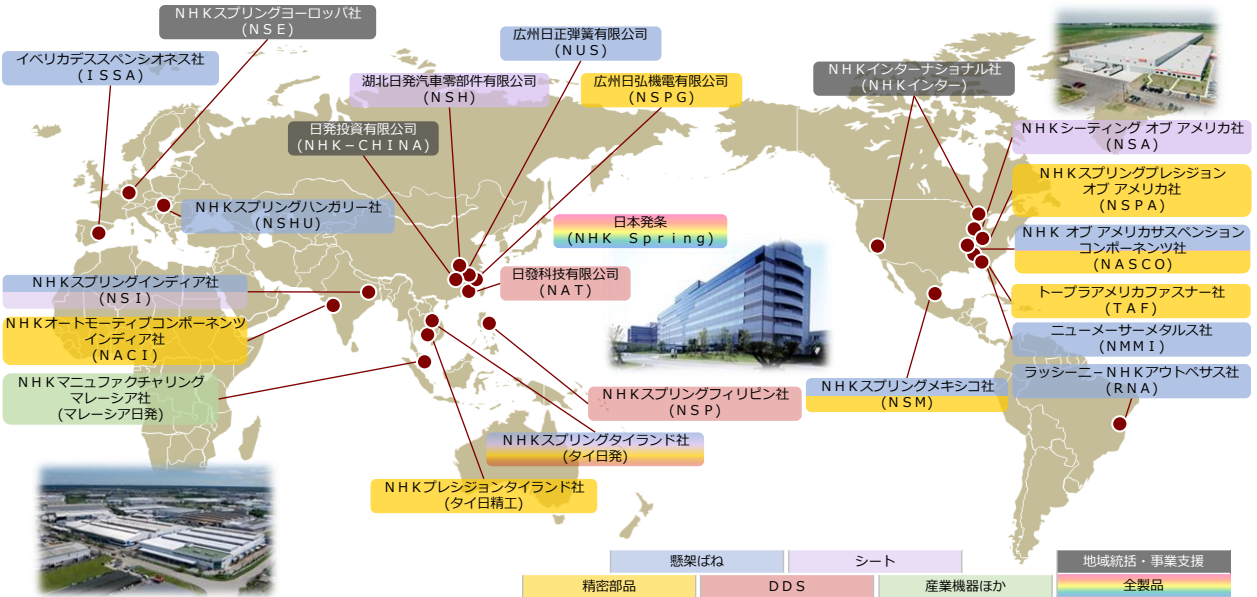 NHKスプリングヨーロッパ社
(NSE)
イベリカデススペンシオネス社
(ISSA)
広州日正弾簧有限公司
(NUS)
湖北日発汽車零部件有限公司
(NSH)
広州日弘機電有限公司
(NSPG)
日発投資有限公司
(NHK-CHINA)
NHKインターナショナル社
(NHKインター)
NHKシーティング オブ アメリカ社
(NSA)
NHKスプリングプレシジョン
オブ アメリカ社
(NSPA)
NHKスプリングハンガリー社
(NSHU)
日本発条
(NHK Spring)
NHK オブ アメリカサスペンション
コンポーネンツ社
(NASCO)
NHKスプリングインディア社
(NSI)
日發科技有限公司
(NAT)
トープラアメリカファスナー社
(TAF)
NHKオートモーティブコンポーネンツ
インディア社
(NACI)
ニューメーサーメタルス社
(NMMI)
NHKマニュファクチャリング
マレーシア社
(マレーシア日発)
NHKスプリングフィリピン社
(NSP)
NHKスプリングメキシコ社
(NSM)
ラッシーニ-NHKアウトペサス社
(RNA)
NHKスプリングタイランド社
(タイ日発)
NHKプレシジョンタイランド社
(タイ日精工)
懸架ばね
シート
地域統括・事業支援
精密部品
DDS
産業機器ほか
全製品